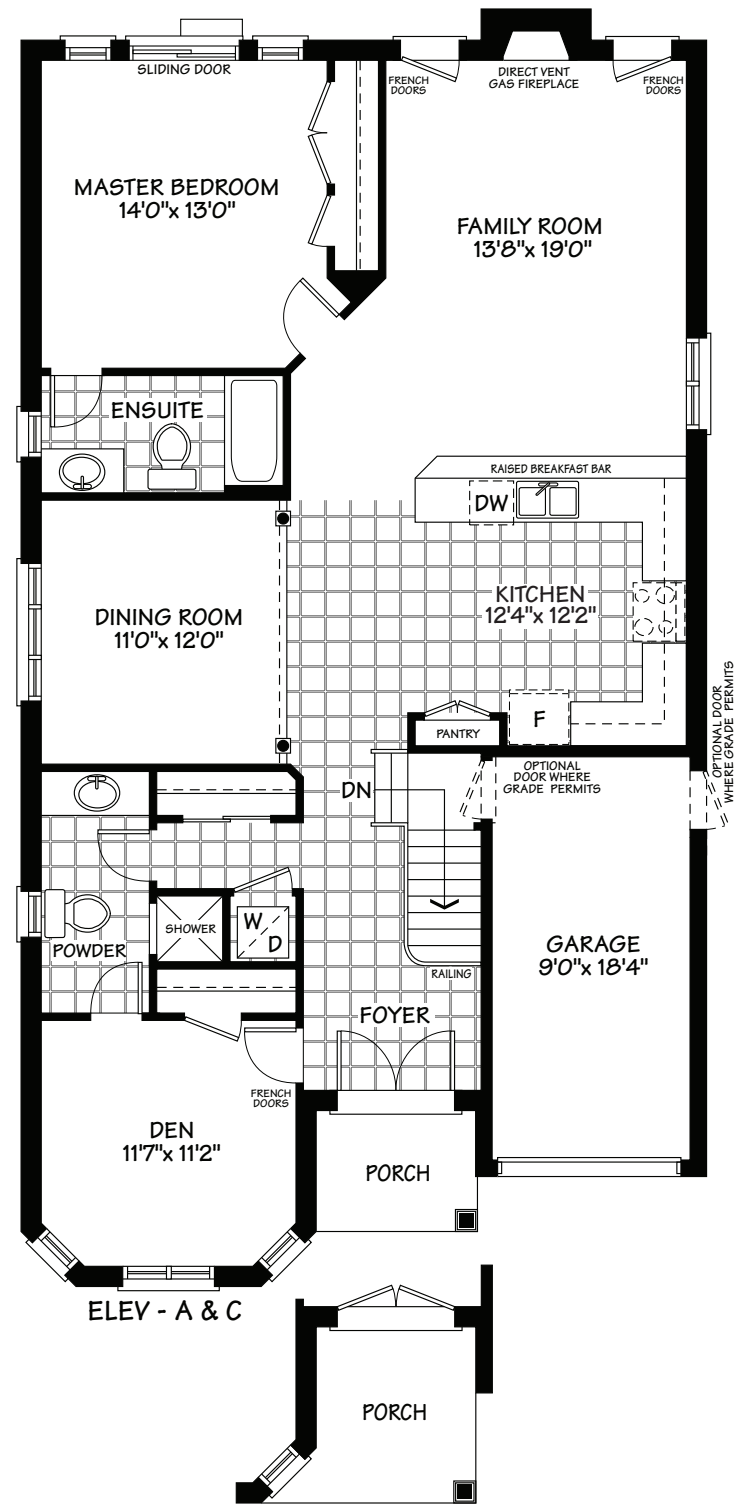 SLIDING DOOR
FRENCH
DOORS
DIRECT VENT
GAS FIREPLACE
FRENCH
DOORS
MASTER BEDROOM
14'0"x 13'0"
FAMILY ROOM
13'8"x 19'0"
ENSUITE
RAISED BREAKFAST BAR
DW
DINING ROOM
11'0"x 12'0"
KITCHEN
12'4"x 12'2"
F
PANTRY
OPTIONAL DOOR
WHERE GRADE PERMITS
DN
OPTIONAL
DOOR WHERE
GRADE PERMITS
W
D
SHOWER
POWDER
GARAGE
9'0"x 18'4"
RAILING
FOYER
FRENCH
DOORS
DEN
11'7"x 11'2"
PORCH
ELEV - A & C
PORCH